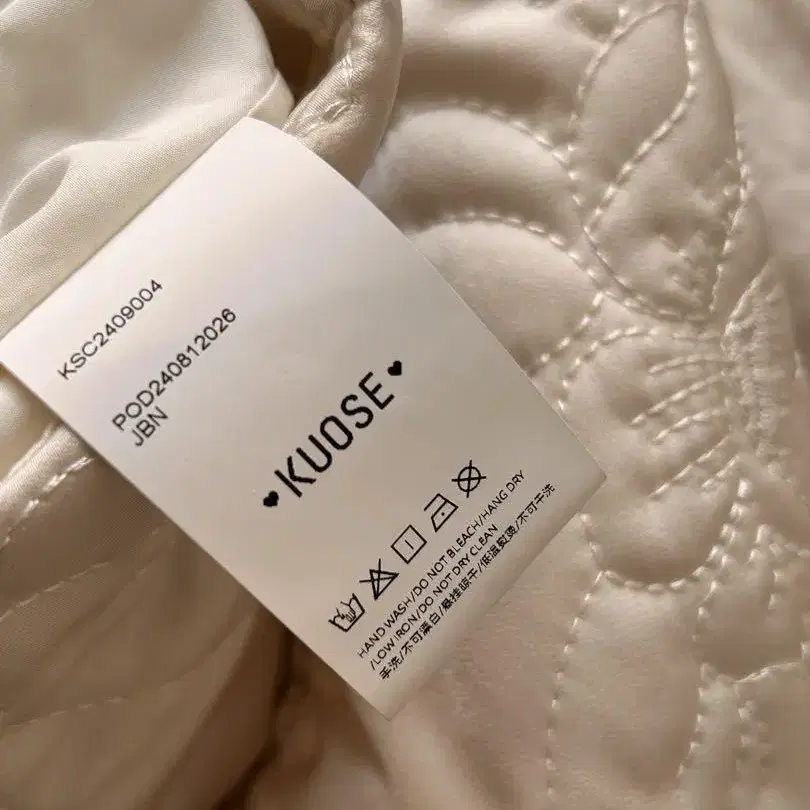 KSC2409004
POD240812026
JBN
KUOSE
HAND WASH/DO NOT BLEACH/HANG DRY
/LOW IRON/DO NOT DRY CLEAN
手洗/不可漂白/悬挂晾干/低温熨烫/不可干洗